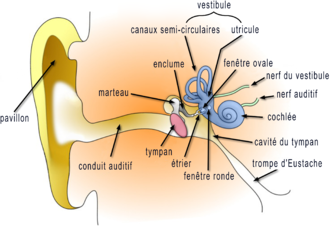 vestibule
canaux semi-circulaires
utricule
enclume
fenêtre ovale
nerf du vestibule
marteau
nerf auditif
pavillon
cochlée
cavité du tympan
conduit auditif
tympan
étrier
trompe d'Eustache
fenêtre ronde